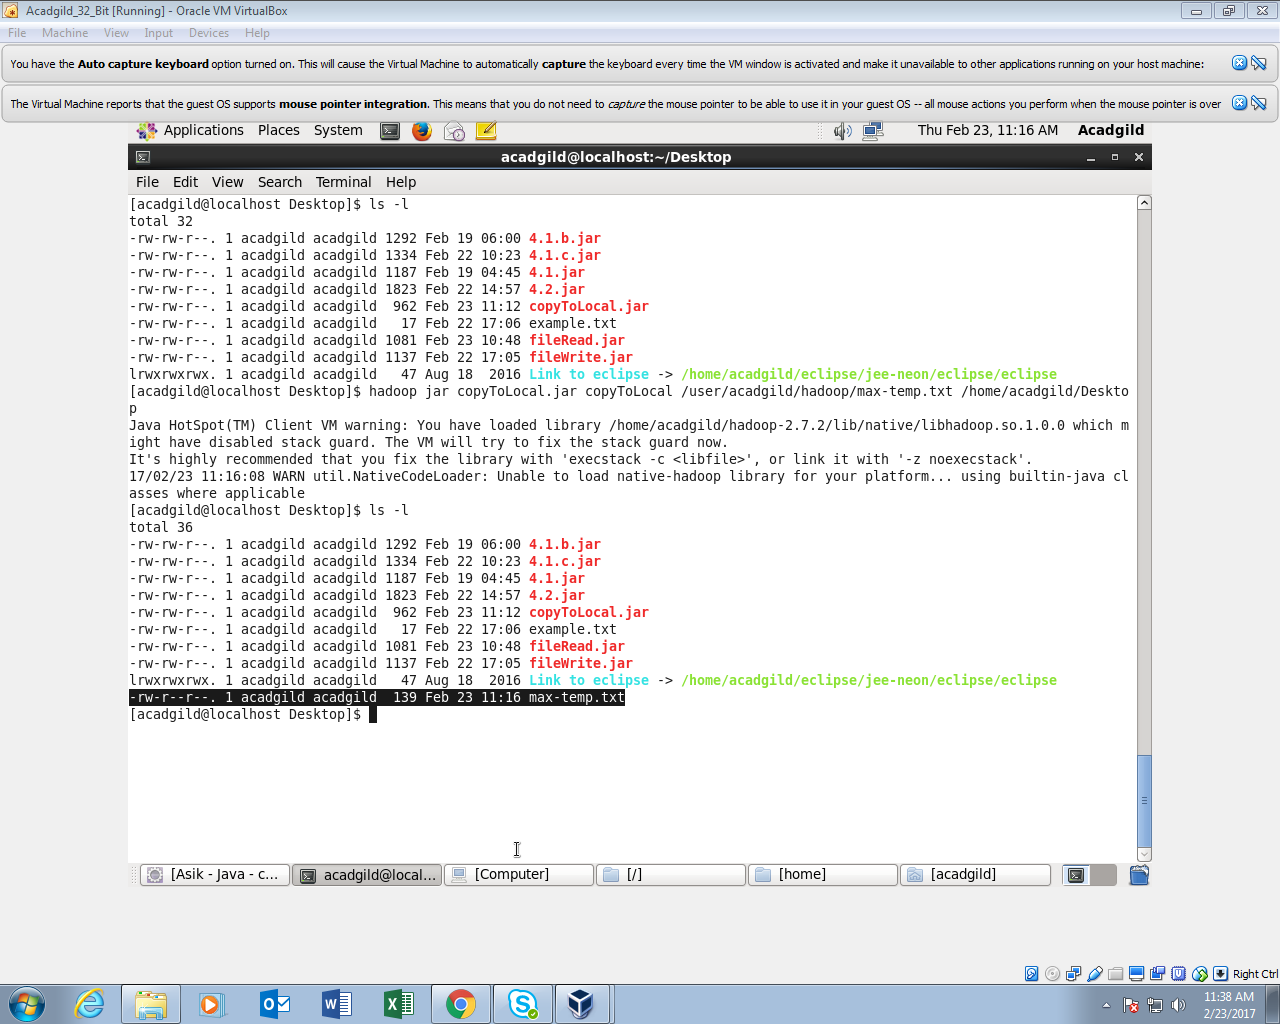 Acadgild_32_Bit [Running] - Oracle VM VirtualBox
File Machine View Input Devices Help
You have the Auto capture keyboard option turned on. This will cause the Virtual Machine to automatically capture the keyboard every time the VM window is activated and make it unavailable to other applications running on your host machine:
The Virtual Machine reports that the guest OS supports mouse pointer integration. This means that you do not need to capture the mouse pointer to be able to use it in your guest OS -- all mouse actions you perform when the mouse pointer is over
Applications Places System Thu Feb 23, 11:16 AM Acadgild
acadgild@localhost:~/Desktop
File Edit View Search Terminal Help
[acadgild@localhost Desktop]$ ls -l
total 32
-rw-rw-r--. 1 acadgild acadgild 1292 Feb 19 06:00 4.1.b.jar
-rw-rw-r--. 1 acadgild acadgild 1334 Feb 22 10:23 4.1.c.jar
-rw-rw-r--. 1 acadgild acadgild 1187 Feb 19 04:45 4.1.jar
-rw-rw-r--. 1 acadgild acadgild 1823 Feb 22 14:57 4.2.jar
-rw-rw-r--. 1 acadgild acadgild  962 Feb 23 11:12 copyToLocal.jar
-rw-rw-r--. 1 acadgild acadgild   17 Feb 22 17:06 example.txt
-rw-rw-r--. 1 acadgild acadgild 1081 Feb 23 10:48 fileRead.jar
-rw-rw-r--. 1 acadgild acadgild 1137 Feb 22 17:05 fileWrite.jar
lrwxrwxrwx. 1 acadgild acadgild   47 Aug 18  2016 Link to eclipse -> /home/acadgild/eclipse/jee-neon/eclipse/eclipse
[acadgild@localhost Desktop]$ hadoop jar copyToLocal.jar copyToLocal /user/acadgild/hadoop/max-temp.txt /home/acadgild/Deskto
p
Java HotSpot(TM) Client VM warning: You have loaded library /home/acadgild/hadoop-2.7.2/lib/native/libhadoop.so.1.0.0 which m
ight have disabled stack guard. The VM will try to fix the stack guard now.
It's highly recommended that you fix the library with 'execstack -c <libfile>', or link it with '-z noexecstack'.
17/02/23 11:16:08 WARN util.NativeCodeLoader: Unable to load native-hadoop library for your platform... using builtin-java cl
asses where applicable
[acadgild@localhost Desktop]$ ls -l
total 36
-rw-rw-r--. 1 acadgild acadgild 1292 Feb 19 06:00 4.1.b.jar
-rw-rw-r--. 1 acadgild acadgild 1334 Feb 22 10:23 4.1.c.jar
-rw-rw-r--. 1 acadgild acadgild 1187 Feb 19 04:45 4.1.jar
-rw-rw-r--. 1 acadgild acadgild 1823 Feb 22 14:57 4.2.jar
-rw-rw-r--. 1 acadgild acadgild  962 Feb 23 11:12 copyToLocal.jar
-rw-rw-r--. 1 acadgild acadgild   17 Feb 22 17:06 example.txt
-rw-rw-r--. 1 acadgild acadgild 1081 Feb 23 10:48 fileRead.jar
-rw-rw-r--. 1 acadgild acadgild 1137 Feb 22 17:05 fileWrite.jar
lrwxrwxrwx. 1 acadgild acadgild   47 Aug 18  2016 Link to eclipse -> /home/acadgild/eclipse/jee-neon/eclipse/eclipse
-rw-r--r--. 1 acadgild acadgild  139 Feb 23 11:16 max-temp.txt
[acadgild@localhost Desktop]$
[Asik - Java - c... acadgild@local... [Computer] [/] [home] [acadgild]
Right Ctrl
11:38 AM
2/23/2017